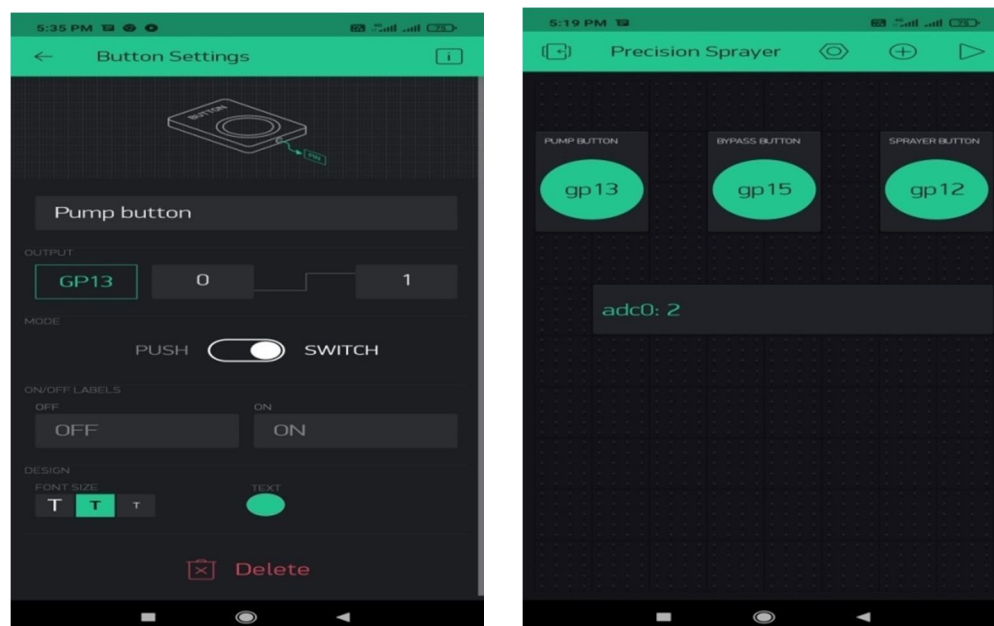 5:35 PM
75
Button Settings
i
BUTTON
PIN
Pump button
OUTPUT
GP13 0 1
MODE
PUSH SWITCH
ON/OFF LABELS
OFF ON
OFF ON
DESIGN
FONT SIZE TEXT
T T T
Delete
5:19 PM
75
Precision Sprayer
PUMP BUTTON BYPASS BUTTON SPRAYER BUTTON
gp13 gp15 gp12
adc0: 2